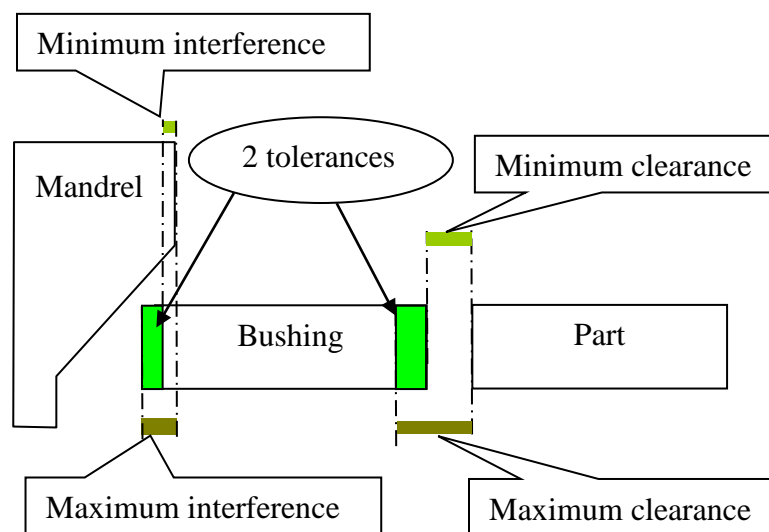 Minimum interference
2 tolerances
Minimum clearance
Mandrel
Bushing
Part
Maximum interference
Maximum clearance